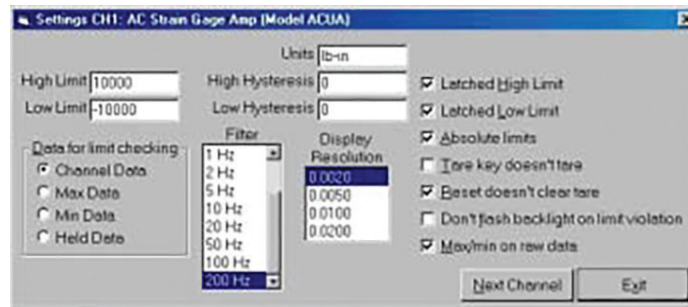 Settings CH1: AC Strain Gage Amp (Model ACUA)
Units lb-in
High Limit 10000
High Hysteresis 0
Low Limit -10000
Low Hysteresis 0
Data for limit checking
Channel Data
Max Data
Min Data
Held Data
Filter
1 Hz
2 Hz
5 Hz
10 Hz
20 Hz
50 Hz
100 Hz
200 Hz
Display
Resolution
0.0020
0.0050
0.0100
0.0200
Latched High Limit
Latched Low Limit
Absolute limits
Tare key doesn't tare
Reset doesn't clear tare
Don't flash backlight on limit violation
Max/min on raw data
Next Channel
Exit